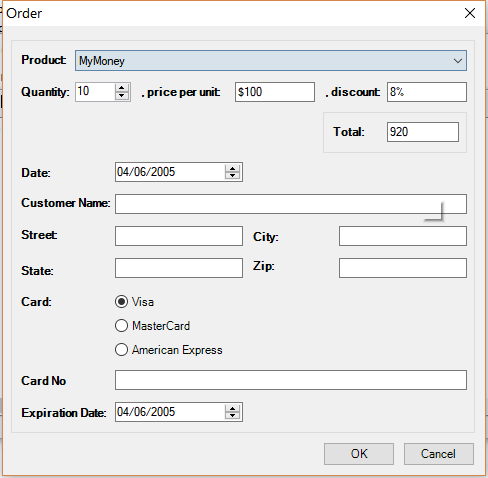 Order
Product: MyMoney
Quantity: 10 , price per unit: $100 , discount: 8%
Total: 920
Date: 04/06/2005
Customer Name:
Street: City:
State: Zip:
Card: Visa
MasterCard
American Express
Card No
Expiration Date: 04/06/2005
OK Cancel